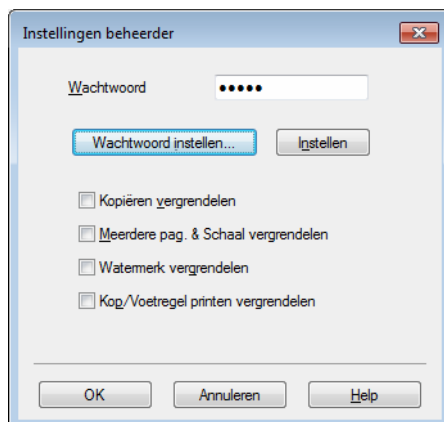 Instellingen beheerder
Wachtwoord •••••
Wachtwoord instellen... Instellen
Kopiëren vergrendelen
Meerdere pag. & Schaal vergrendelen
Watermerk vergrendelen
Kop/Voetregel printen vergrendelen
OK Annuleren Help